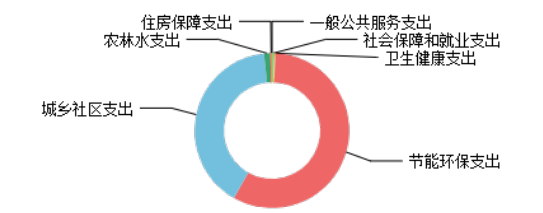 住房保障支出
一般公共服务支出
农林水支出
社会保障和就业支出
卫生健康支出
城乡社区支出
节能环保支出